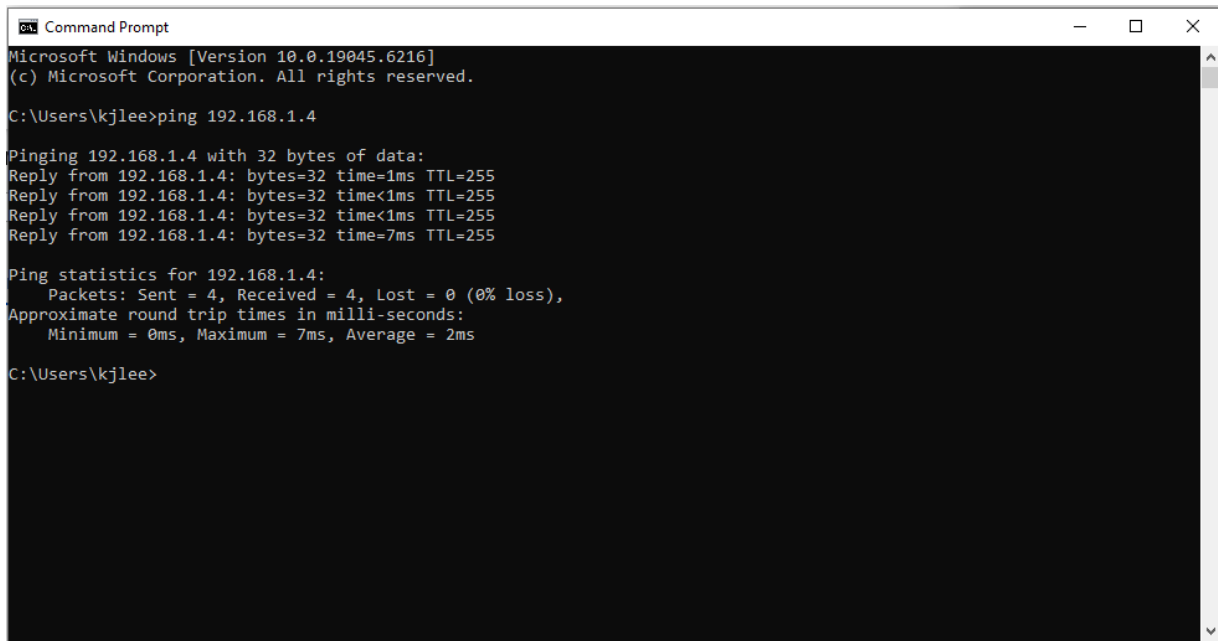 Command Prompt
Microsoft Windows [Version 10.0.19045.6216]
(c) Microsoft Corporation. All rights reserved.
C:\Users\kjlee>ping 192.168.1.4
Pinging 192.168.1.4 with 32 bytes of data:
Reply from 192.168.1.4: bytes=32 time=1ms TTL=255
Reply from 192.168.1.4: bytes=32 time<1ms TTL=255
Reply from 192.168.1.4: bytes=32 time<1ms TTL=255
Reply from 192.168.1.4: bytes=32 time=7ms TTL=255
Ping statistics for 192.168.1.4:
    Packets: Sent = 4, Received = 4, Lost = 0 (0% loss),
Approximate round trip times in milli-seconds:
    Minimum = 0ms, Maximum = 7ms, Average = 2ms
C:\Users\kjlee>